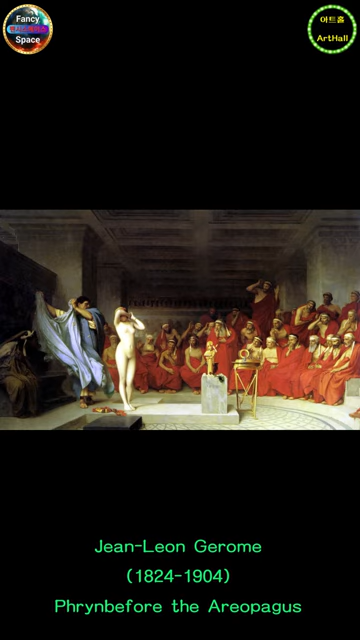 Fancy
Space
아트홀
ArtHall
Jean-Leon Gerome
(1824-1904)
Phrynbefore the Areopagus